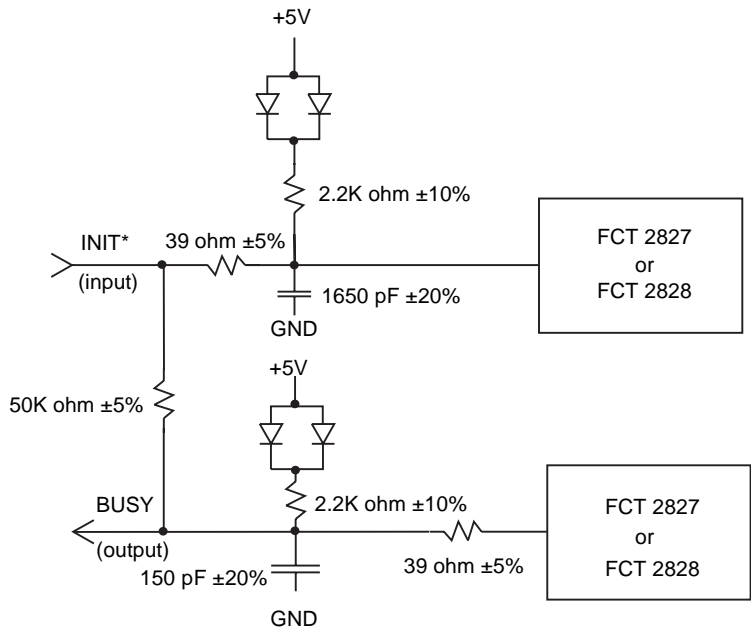 +5V
2.2K ohm ±10%
INIT*
39 ohm ±5%
(input)
FCT 2827
or
FCT 2828
1650 pF ±20%
GND
+5V
50K ohm ±5%
BUSY
2.2K ohm ±10%
(output)
FCT 2827
or
FCT 2828
150 pF ±20%
39 ohm ±5%
GND